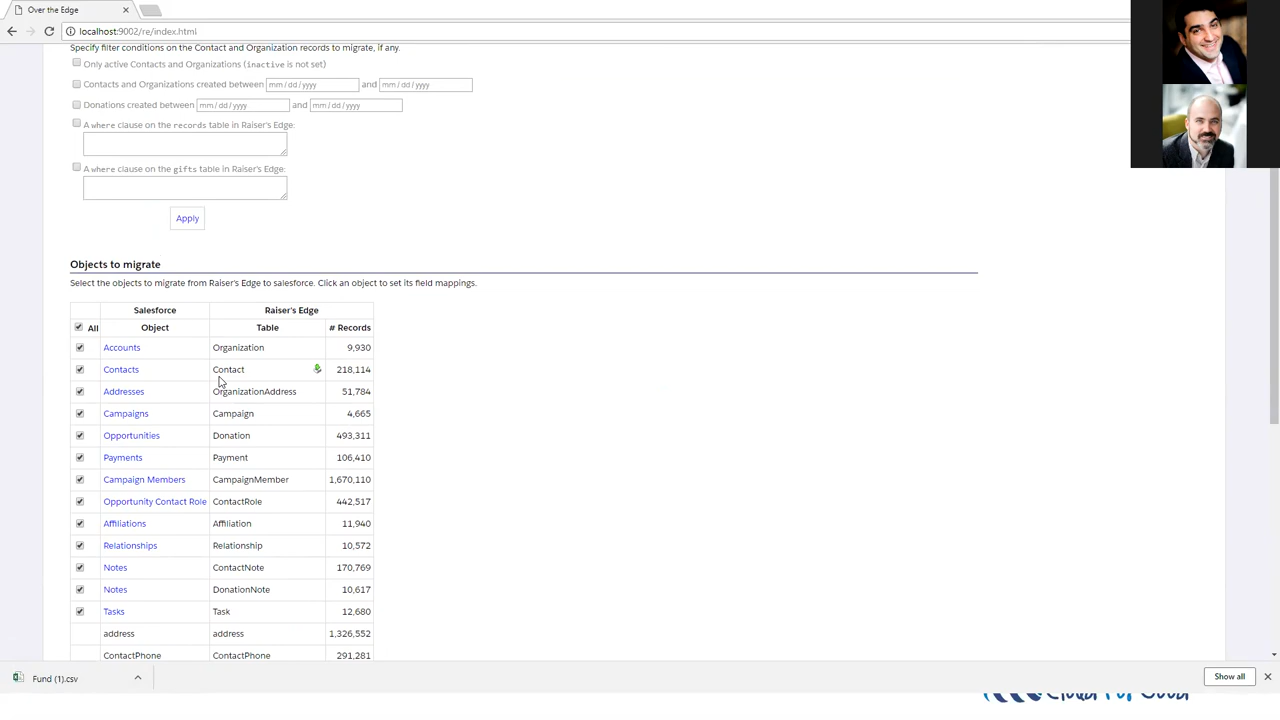 Over the Edge
localhost:9002/re/index.html
Specify filter conditions on the Contact and Organization records to migrate, if any.
Only active Contacts and Organizations (inactive is not set)
Contacts and Organizations created between mm/dd/yyyy and mm/dd/yyyy
Donations created between mm/dd/yyyy and mm/dd/yyyy
A where clause on the records table in Raiser's Edge:
A where clause on the gifts table in Raiser's Edge:
Apply
Objects to migrate
Select the objects to migrate from Raiser's Edge to salesforce. Click an object to set its field mappings.
Salesforce Raiser's Edge
All Object Table # Records
Accounts Organization 9,930
Contacts Contact 218,114
Addresses OrganizationAddress 51,784
Campaigns Campaign 4,665
Opportunities Donation 493,311
Payments Payment 106,410
Campaign Members CampaignMember 1,670,110
Opportunity Contact Role ContactRole 442,517
Affiliations Affiliation 11,940
Relationships Relationship 10,572
Notes ContactNote 170,769
Notes DonationNote 10,617
Tasks Task 12,680
address address 1,326,552
ContactPhone ContactPhone 291,281
Fund (1).csv
Show all
Cloud For Good